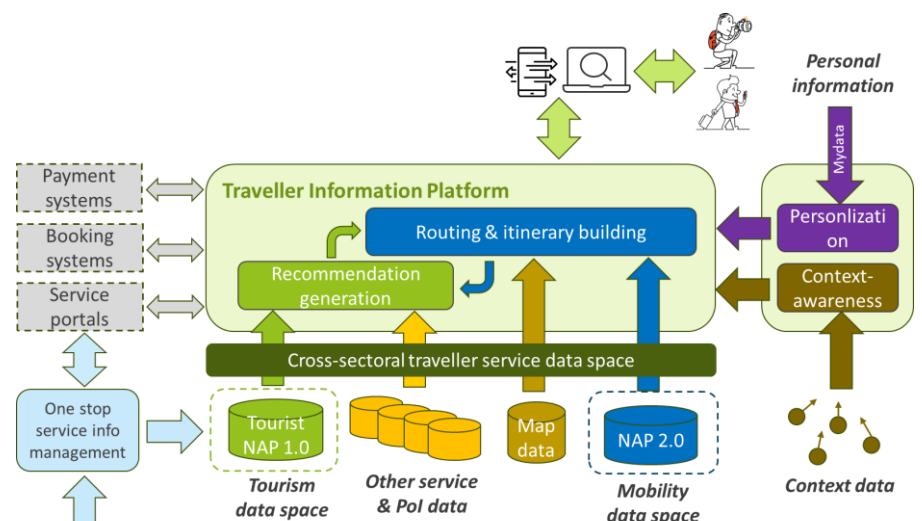 Personal
information
Mydata
Payment
systems
Traveller Information Platform
Booking
systems
Routing & itinerary building
Personlizati
on
Recommendation
generation
Context-
awareness
Service
portals
Cross-sectoral traveller service data space
One stop
service info
management
Tourist
NAP 1.0
Map
data
NAP 2.0
Tourism
data space
Other service
& PoI data
Mobility
data space
Context data